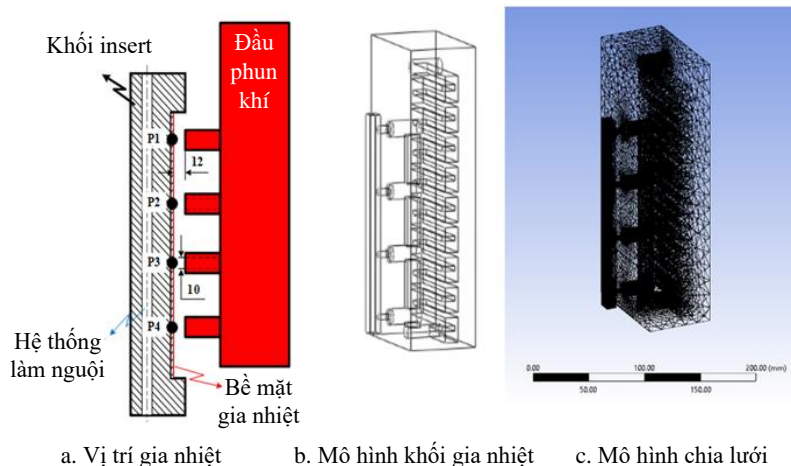 Khối insert
Đầu
phun
khí
P1
12
P2
P3
10
P4
Hệ thống
làm nguội
Bề mặt
gia nhiệt
0.00
100.00
200.00 (mm)
50.00
150.00
a. Vị trí gia nhiệt
b. Mô hình khối gia nhiệt
c. Mô hình chia lưới